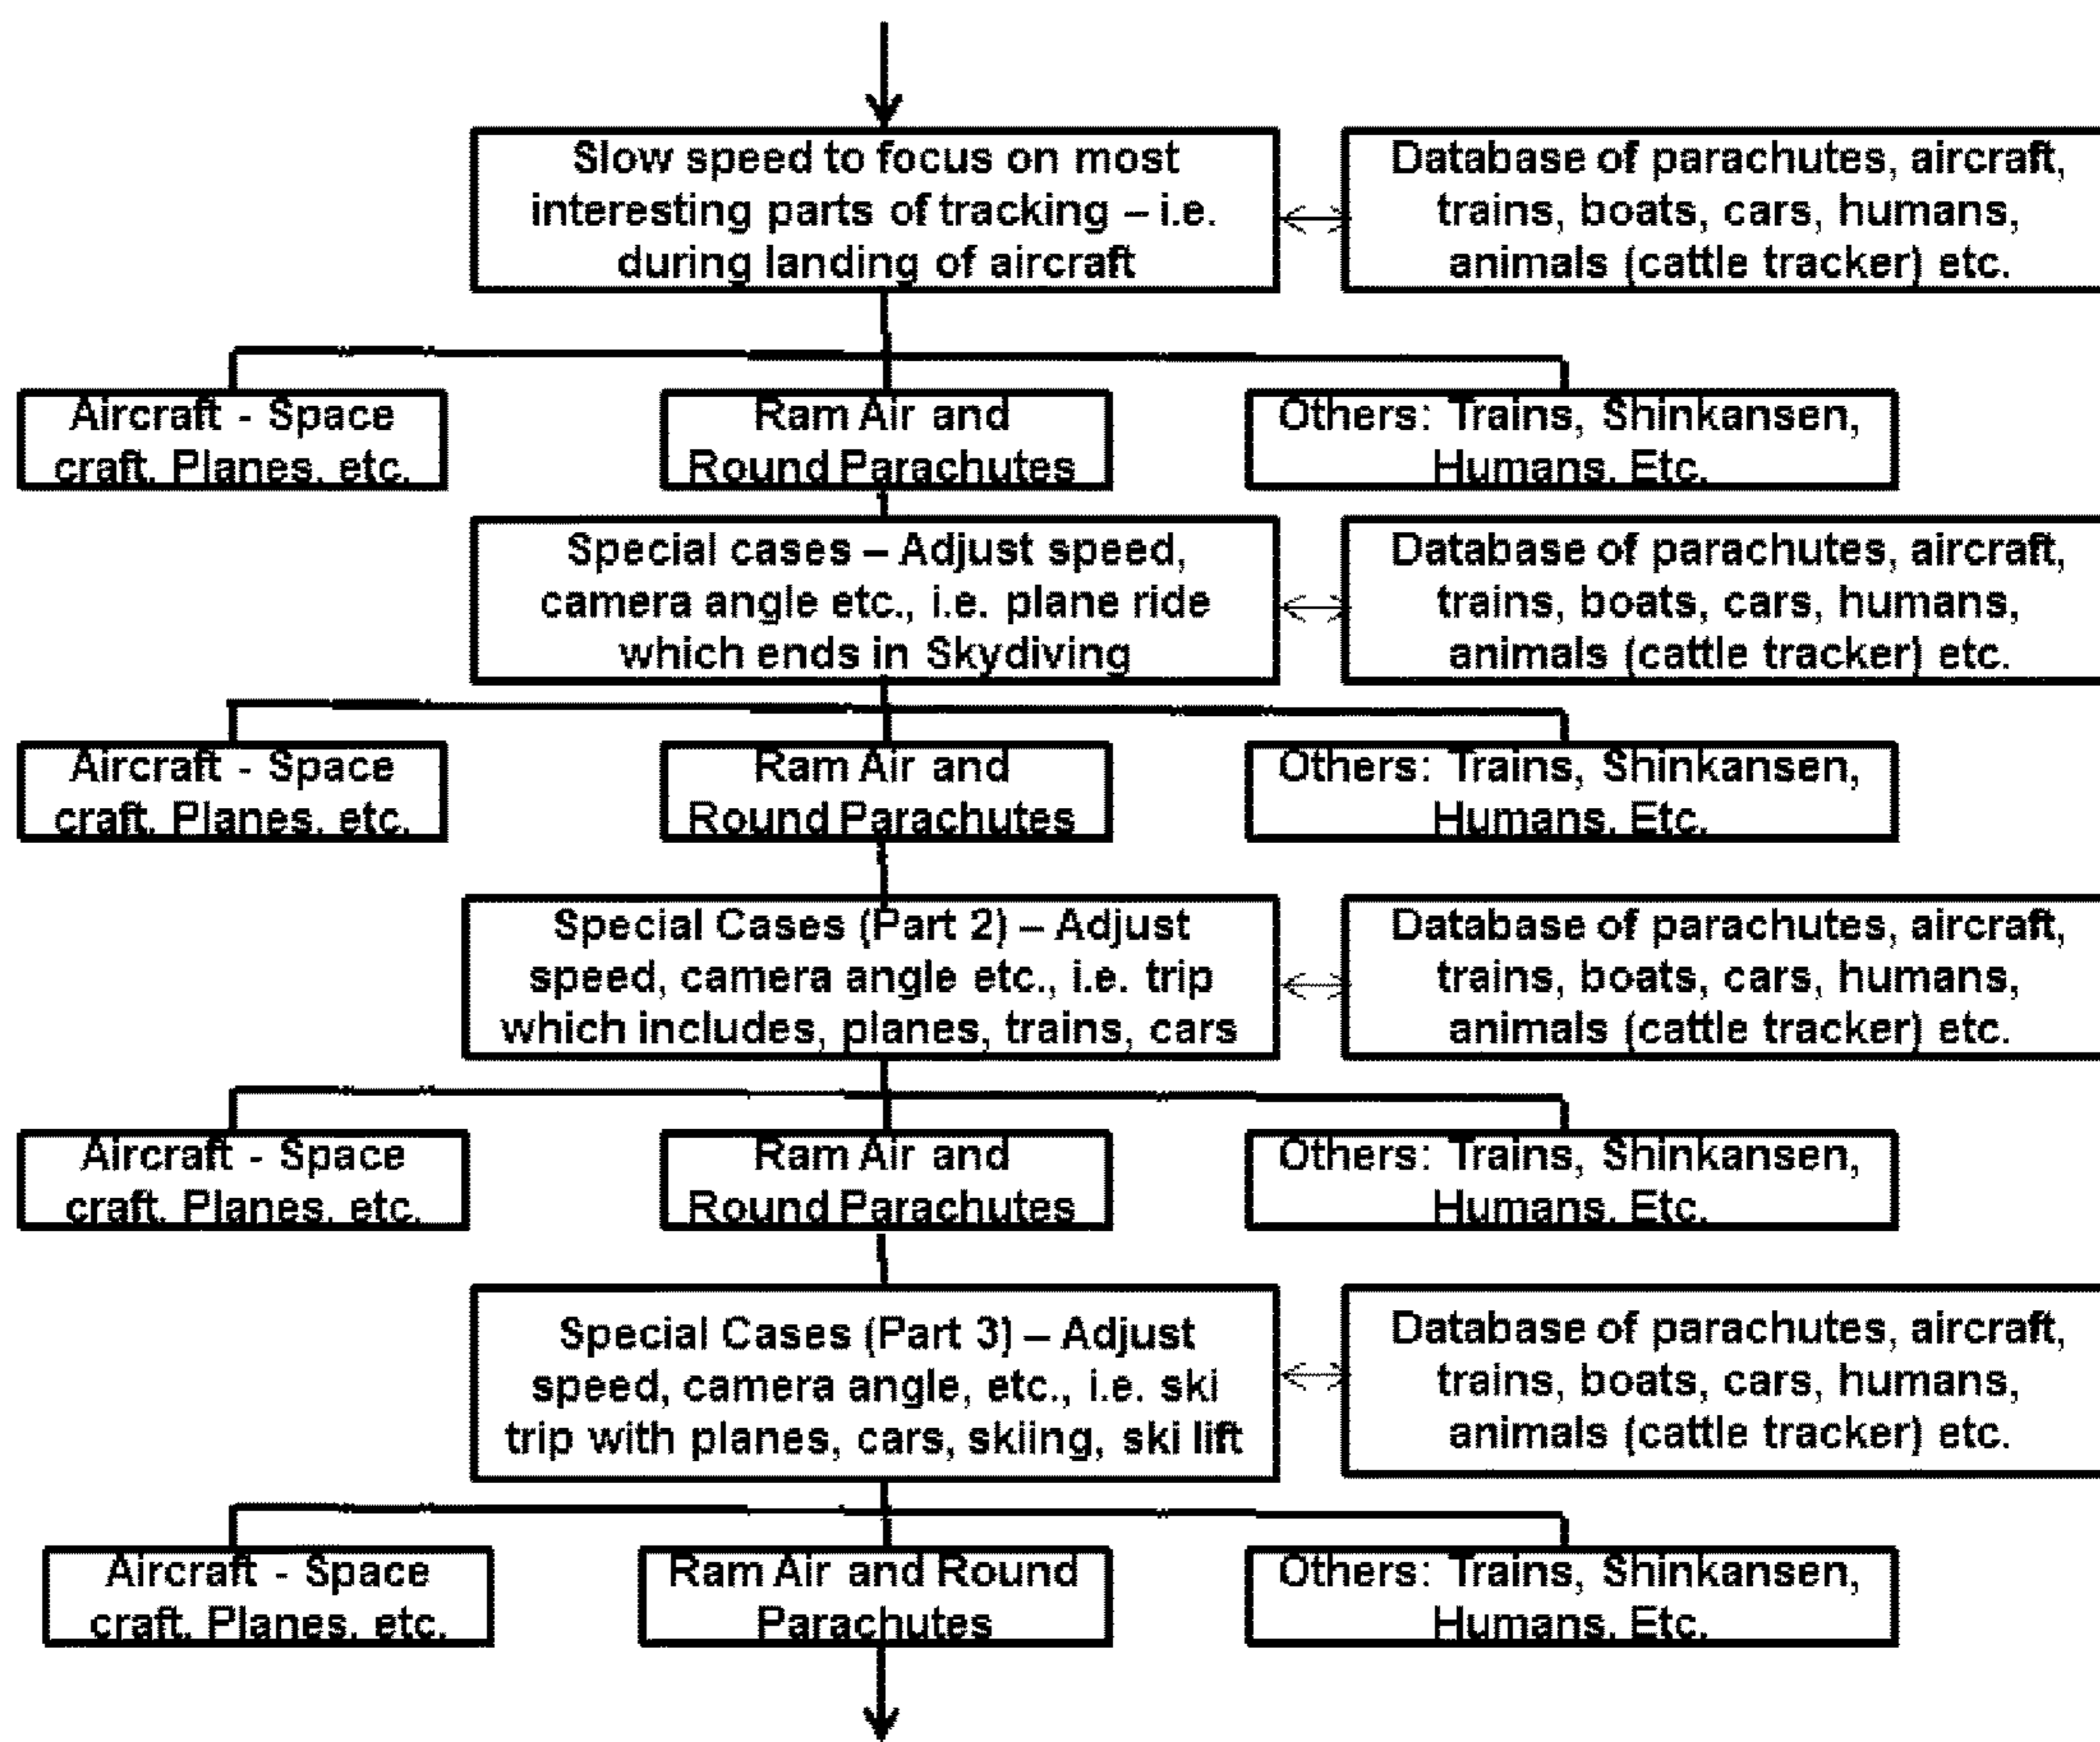 Slow speed to focus on most
interesting parts of tracking – i.e.
during landing of aircraft
Database of parachutes, aircraft,
trains, boats, cars, humans,
animals (cattle tracker) etc.
Aircraft - Space
craft, Planes, etc.
Ram Air and
Round Parachutes
Others: Trains, Shinkansen,
Humans, Etc.
Special cases – Adjust speed,
camera angle etc., i.e. plane ride
which ends in Skydiving
Database of parachutes, aircraft,
trains, boats, cars, humans,
animals (cattle tracker) etc.
Aircraft - Space
craft, Planes, etc.
Ram Air and
Round Parachutes
Others: Trains, Shinkansen,
Humans, Etc.
Special Cases (Part 2) – Adjust
speed, camera angle etc., i.e. trip
which includes, planes, trains, cars
Database of parachutes, aircraft,
trains, boats, cars, humans,
animals (cattle tracker) etc.
Aircraft - Space
craft, Planes, etc.
Ram Air and
Round Parachutes
Others: Trains, Shinkansen,
Humans, Etc.
Special Cases (Part 3) – Adjust
speed, camera angle, etc., i.e. ski
trip with planes, cars, skiing, ski lift
Database of parachutes, aircraft,
trains, boats, cars, humans,
animals (cattle tracker) etc.
Aircraft - Space
craft, Planes, etc.
Ram Air and Round
Parachutes
Others: Trains, Shinkansen,
Humans, Etc.